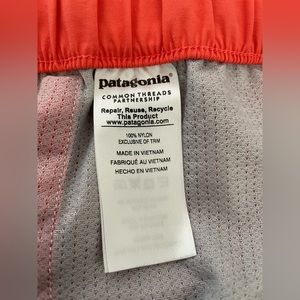 patagonia®
COMMON THREADS
PARTNERSHIP
Repair, Reuse, Recycle
This Product
www.patagonia.com
100% NYLON
EXCLUSIVE OF TRIM
MADE IN VIETNAM
FABRIQUÉ AU VIETNAM
HECHO EN VIETNAM